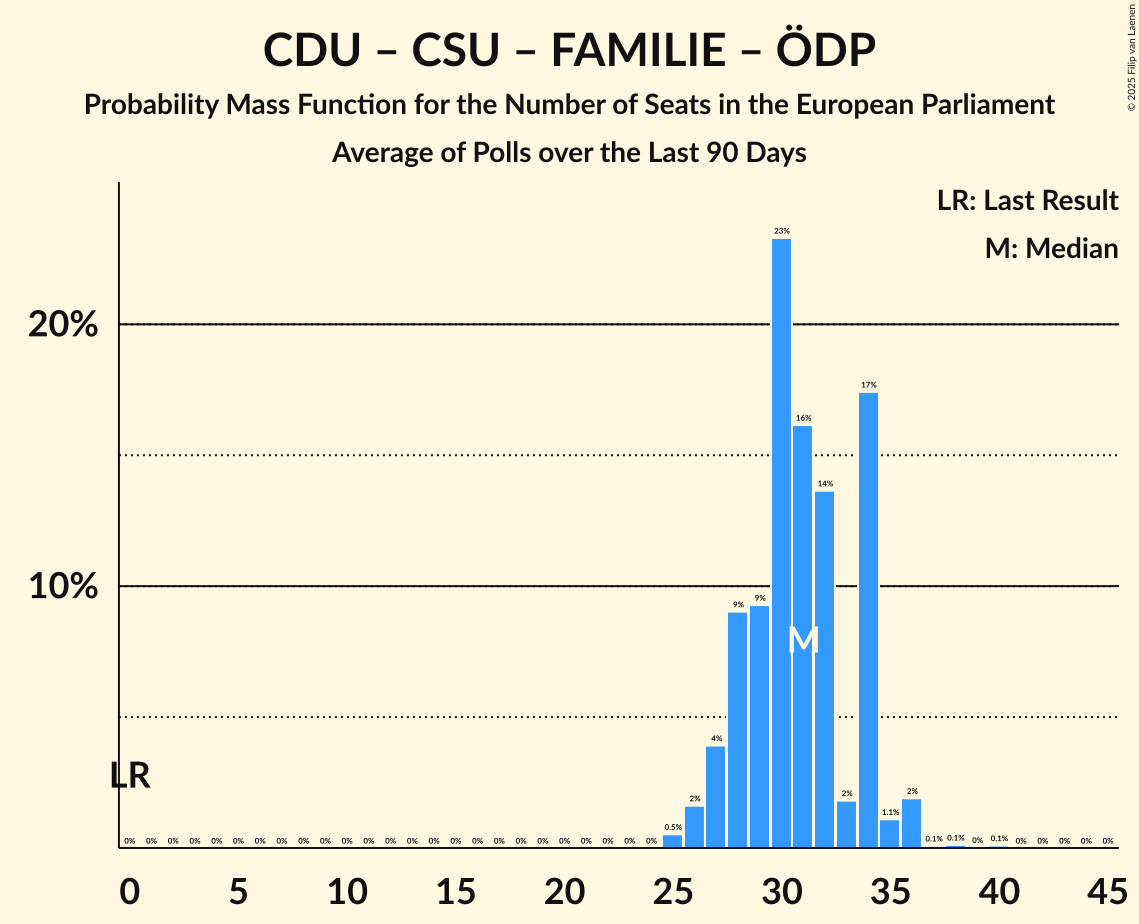 CDU – CSU – FAMILIE – ÖDP
Probability Mass Function for the Number of Seats in the European Parliament
Average of Polls over the Last 90 Days
© 2025 Filip van Laenen
LR: Last Result
M: Median
23%
20%
17%
16%
14%
10%
9% 9%
M
4%
LR
2% 2% 2%
0% 0% 0% 0% 0% 0% 0% 0% 0% 0% 0% 0% 0% 0% 0% 0% 0% 0% 0% 0% 0% 0% 0% 0% 0% 0.5% 1.1% 0.1% 0.1% 0% 0.1% 0% 0% 0% 0% 0%
0 5 10 15 20 25 30 35 40 45